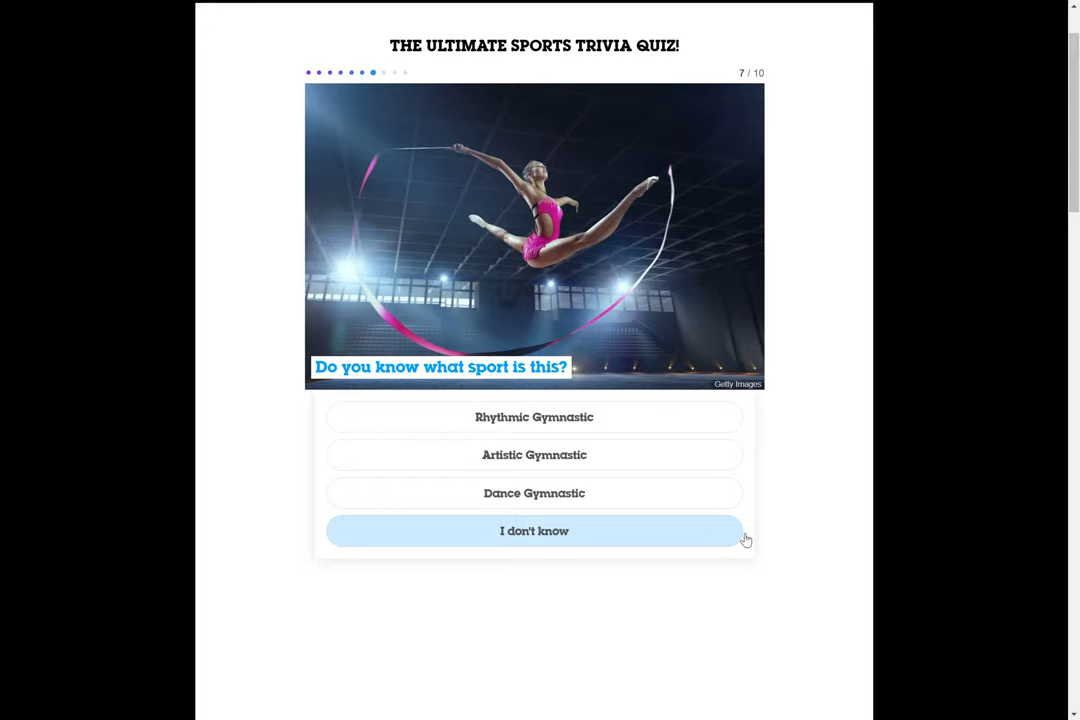 THE ULTIMATE SPORTS TRIVIA QUIZ!
7 / 10
Do you know what sport is this?
Getty Images
Rhythmic Gymnastic
Artistic Gymnastic
Dance Gymnastic
I don't know